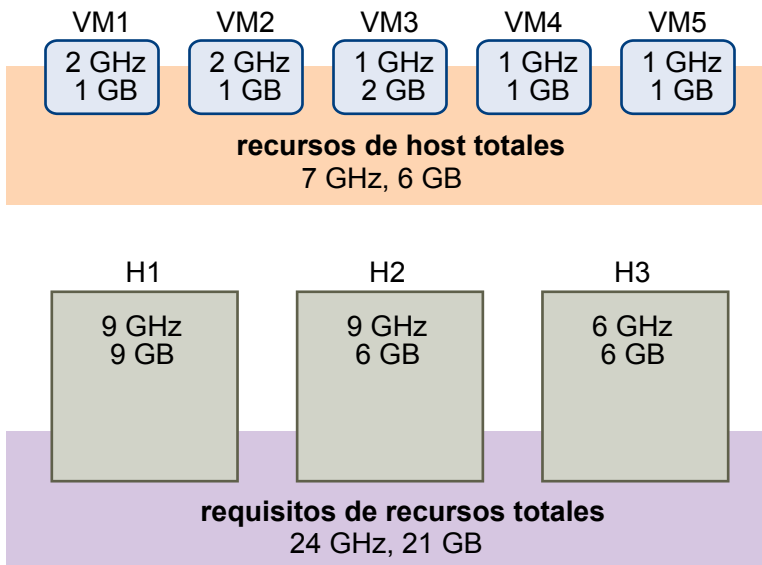 VM1 VM2 VM3 VM4 VM5
2 GHz 2 GHz 1 GHz 1 GHz 1 GHz
1 GB 1 GB 2 GB 1 GB 1 GB
recursos de host totales
7 GHz, 6 GB
H1 H2 H3
9 GHz 9 GHz 6 GHz
9 GB 6 GB 6 GB
requisitos de recursos totales
24 GHz, 21 GB